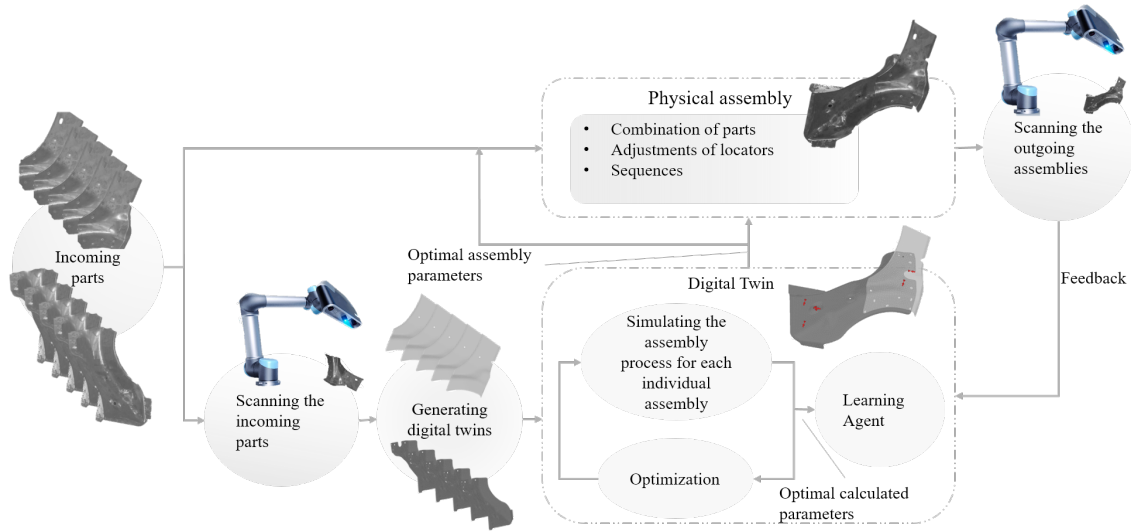 Physical assembly
• Combination of parts
• Adjustments of locators
• Sequences
Scanning the
outgoing
assemblies
Incoming
parts
Optimal assembly
parameters
Digital Twin
Feedback
Simulating the
assembly
process for each
individual
assembly
Scanning the
incoming
parts
Generating
digital twins
Learning
Agent
Optimization
Optimal calculated
parameters